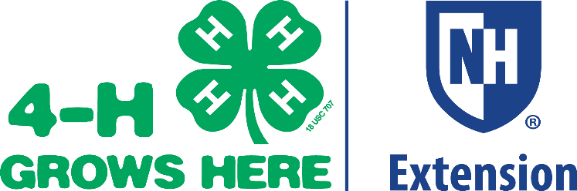 H H
H H
4-H
18 USC 707
GROWS HERE
NH
®
Extension